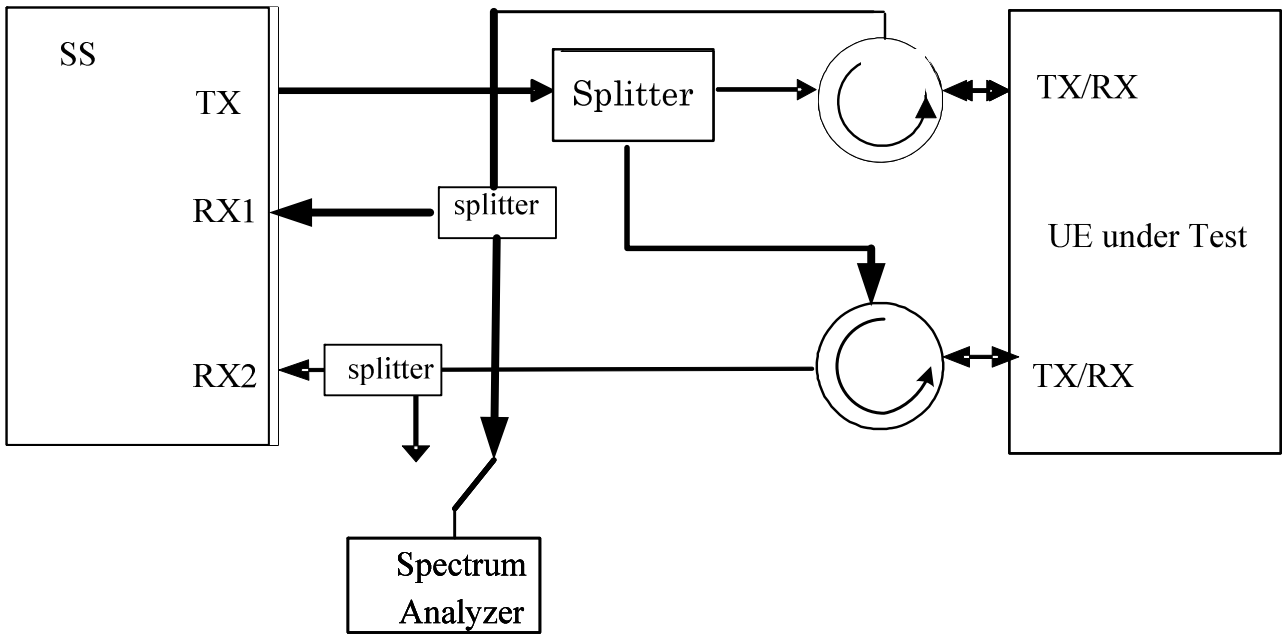 SS
TX
Splitter
TX/RX
RX1
splitter
UE under Test
RX2
splitter
TX/RX
Spectrum
Analyzer